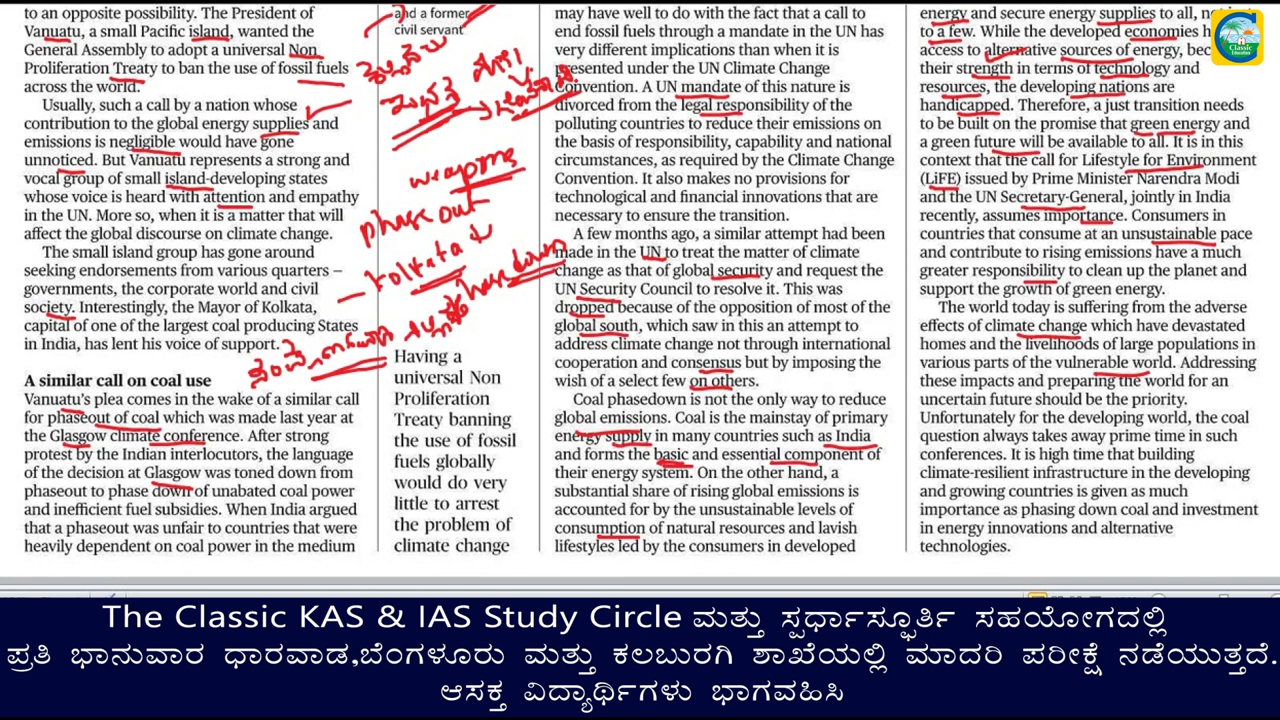 to an opposite possibility. The President of
Vanuatu, a small Pacific island, wanted the
General Assembly to adopt a universal Non
Proliferation Treaty to ban the use of fossil fuels
across the world.
Usually, such a call by a nation whose
contribution to the global energy supplies and
emissions is negligible would have gone
unnoticed. But Vanuatu represents a strong and
vocal group of small island-developing states
whose voice is heard with attention and empathy
in the UN. More so, when it is a matter that will
affect the global discourse on climate change.
The small island group has gone around
seeking endorsements from various quarters –
governments, the corporate world and civil
society. Interestingly, the Mayor of Kolkata,
capital of one of the largest coal producing States
in India, has lent his voice of support.
A similar call on coal use
Vanuatu's plea comes in the wake of a similar call
for phaseout of coal which was made last year at
the Glasgow climate conference. After strong
protest by the Indian interlocutors, the language
of the decision at Glasgow was toned down from
phaseout to phase down of unabated coal power
and inefficient fuel subsidies. When India argued
that a phaseout was unfair to countries that were
heavily dependent on coal power in the medium
and a former
civil servant
weapons
phase out
kolkata
phase down
Having a
universal Non
Proliferation
Treaty banning
the use of fossil
fuels globally
would do very
little to arrest
the problem of
climate change
may have well to do with the fact that a call to
end fossil fuels through a mandate in the UN has
very different implications than when it is
presented under the UN Climate Change
Convention. A UN mandate of this nature is
divorced from the legal responsibility of the
polluting countries to reduce their emissions on
the basis of responsibility, capability and national
circumstances, as required by the Climate Change
Convention. It also makes no provisions for
technological and financial innovations that are
necessary to ensure the transition.
A few months ago, a similar attempt had been
made in the UN to treat the matter of climate
change as that of global security and request the
UN Security Council to resolve it. This was
dropped because of the opposition of most of the
global south, which saw in this an attempt to
address climate change not through international
cooperation and consensus but by imposing the
wish of a select few on others.
Coal phasedown is not the only way to reduce
global emissions. Coal is the mainstay of primary
energy supply in many countries such as India
and forms the basic and essential component of
their energy system. On the other hand, a
substantial share of rising global emissions is
accounted for by the unsustainable levels of
consumption of natural resources and lavish
lifestyles led by the consumers in developed
energy and secure energy supplies to all, not just
to a few. While the developed economies
access to alternative sources of energy,
their strength in terms of technology and
resources, the developing nations are
handicapped. Therefore, a just transition needs
to be built on the promise that green energy and
a green future will be available to all. It is in this
context that the call for Lifestyle for Environment
(LiFE) issued by Prime Minister Narendra Modi
and the UN Secretary-General, jointly in India
recently, assumes importance. Consumers in
countries that consume at an unsustainable pace
and contribute to rising emissions have a much
greater responsibility to clean up the planet and
support the growth of green energy.
The world today is suffering from the adverse
effects of climate change which have devastated
homes and the livelihoods of large populations in
various parts of the vulnerable world. Addressing
these impacts and preparing the world for an
uncertain future should be the priority.
Unfortunately for the developing world, the coal
question always takes away prime time in such
conferences. It is high time that building
climate-resilient infrastructure in the developing
and growing countries is given as much
importance as phasing down coal and investment
in energy innovations and alternative
technologies.
Classic
Education
The Classic KAS & IAS Study Circle ಮತ್ತು ಸ್ಪರ್ಧಾಸ್ಫೂರ್ತಿ ಸಹಯೋಗದಲ್ಲಿ
ಪ್ರತಿ ಭಾನುವಾರ ಧಾರವಾಡ,ಬೆಂಗಳೂರು ಮತ್ತು ಕಲಬುರಗಿ ಶಾಖೆಯಲ್ಲಿ ಮಾದರಿ ಪರೀಕ್ಷೆ ನಡೆಯುತ್ತದೆ.
ಆಸಕ್ತ ವಿದ್ಯಾರ್ಥಿಗಳು ಭಾಗವಹಿಸಿ